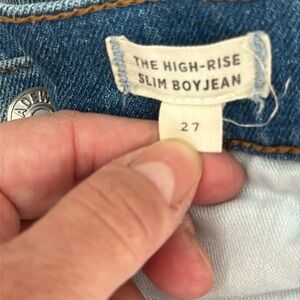 THE HIGH-RISE
SLIM BOYJEAN
27